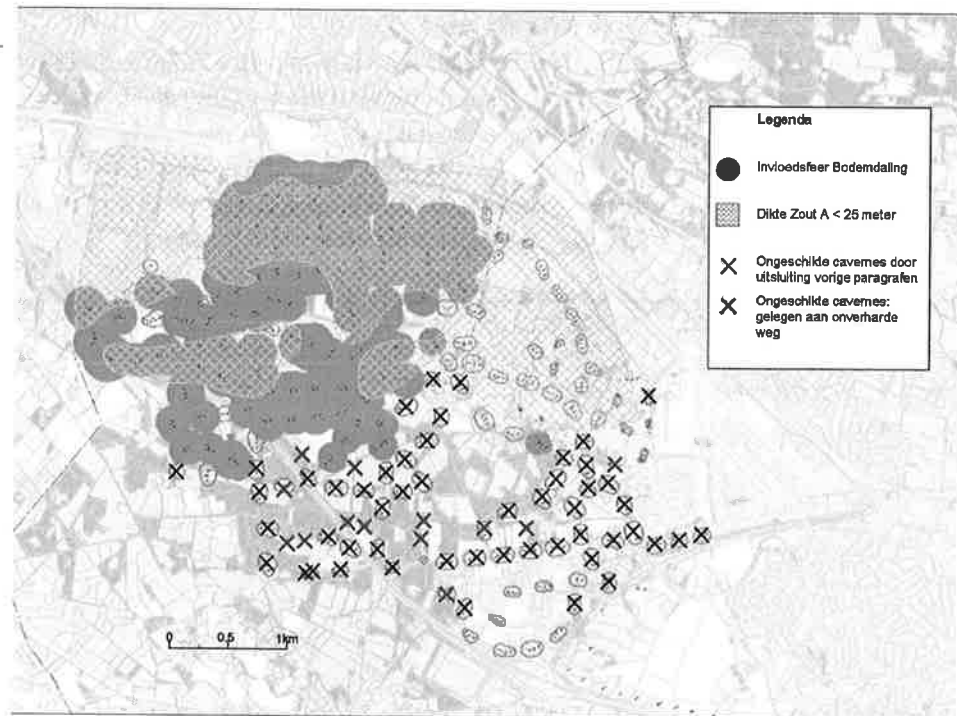 Legenda
Invloedsfeer Bodemdaling
Dikte Zout A < 25 meter
Ongeschikte cavernes door
uitsluiting vorige paragrafen
Ongeschikte cavernes:
gelegen aan onverharde
weg
0 0,5 1km